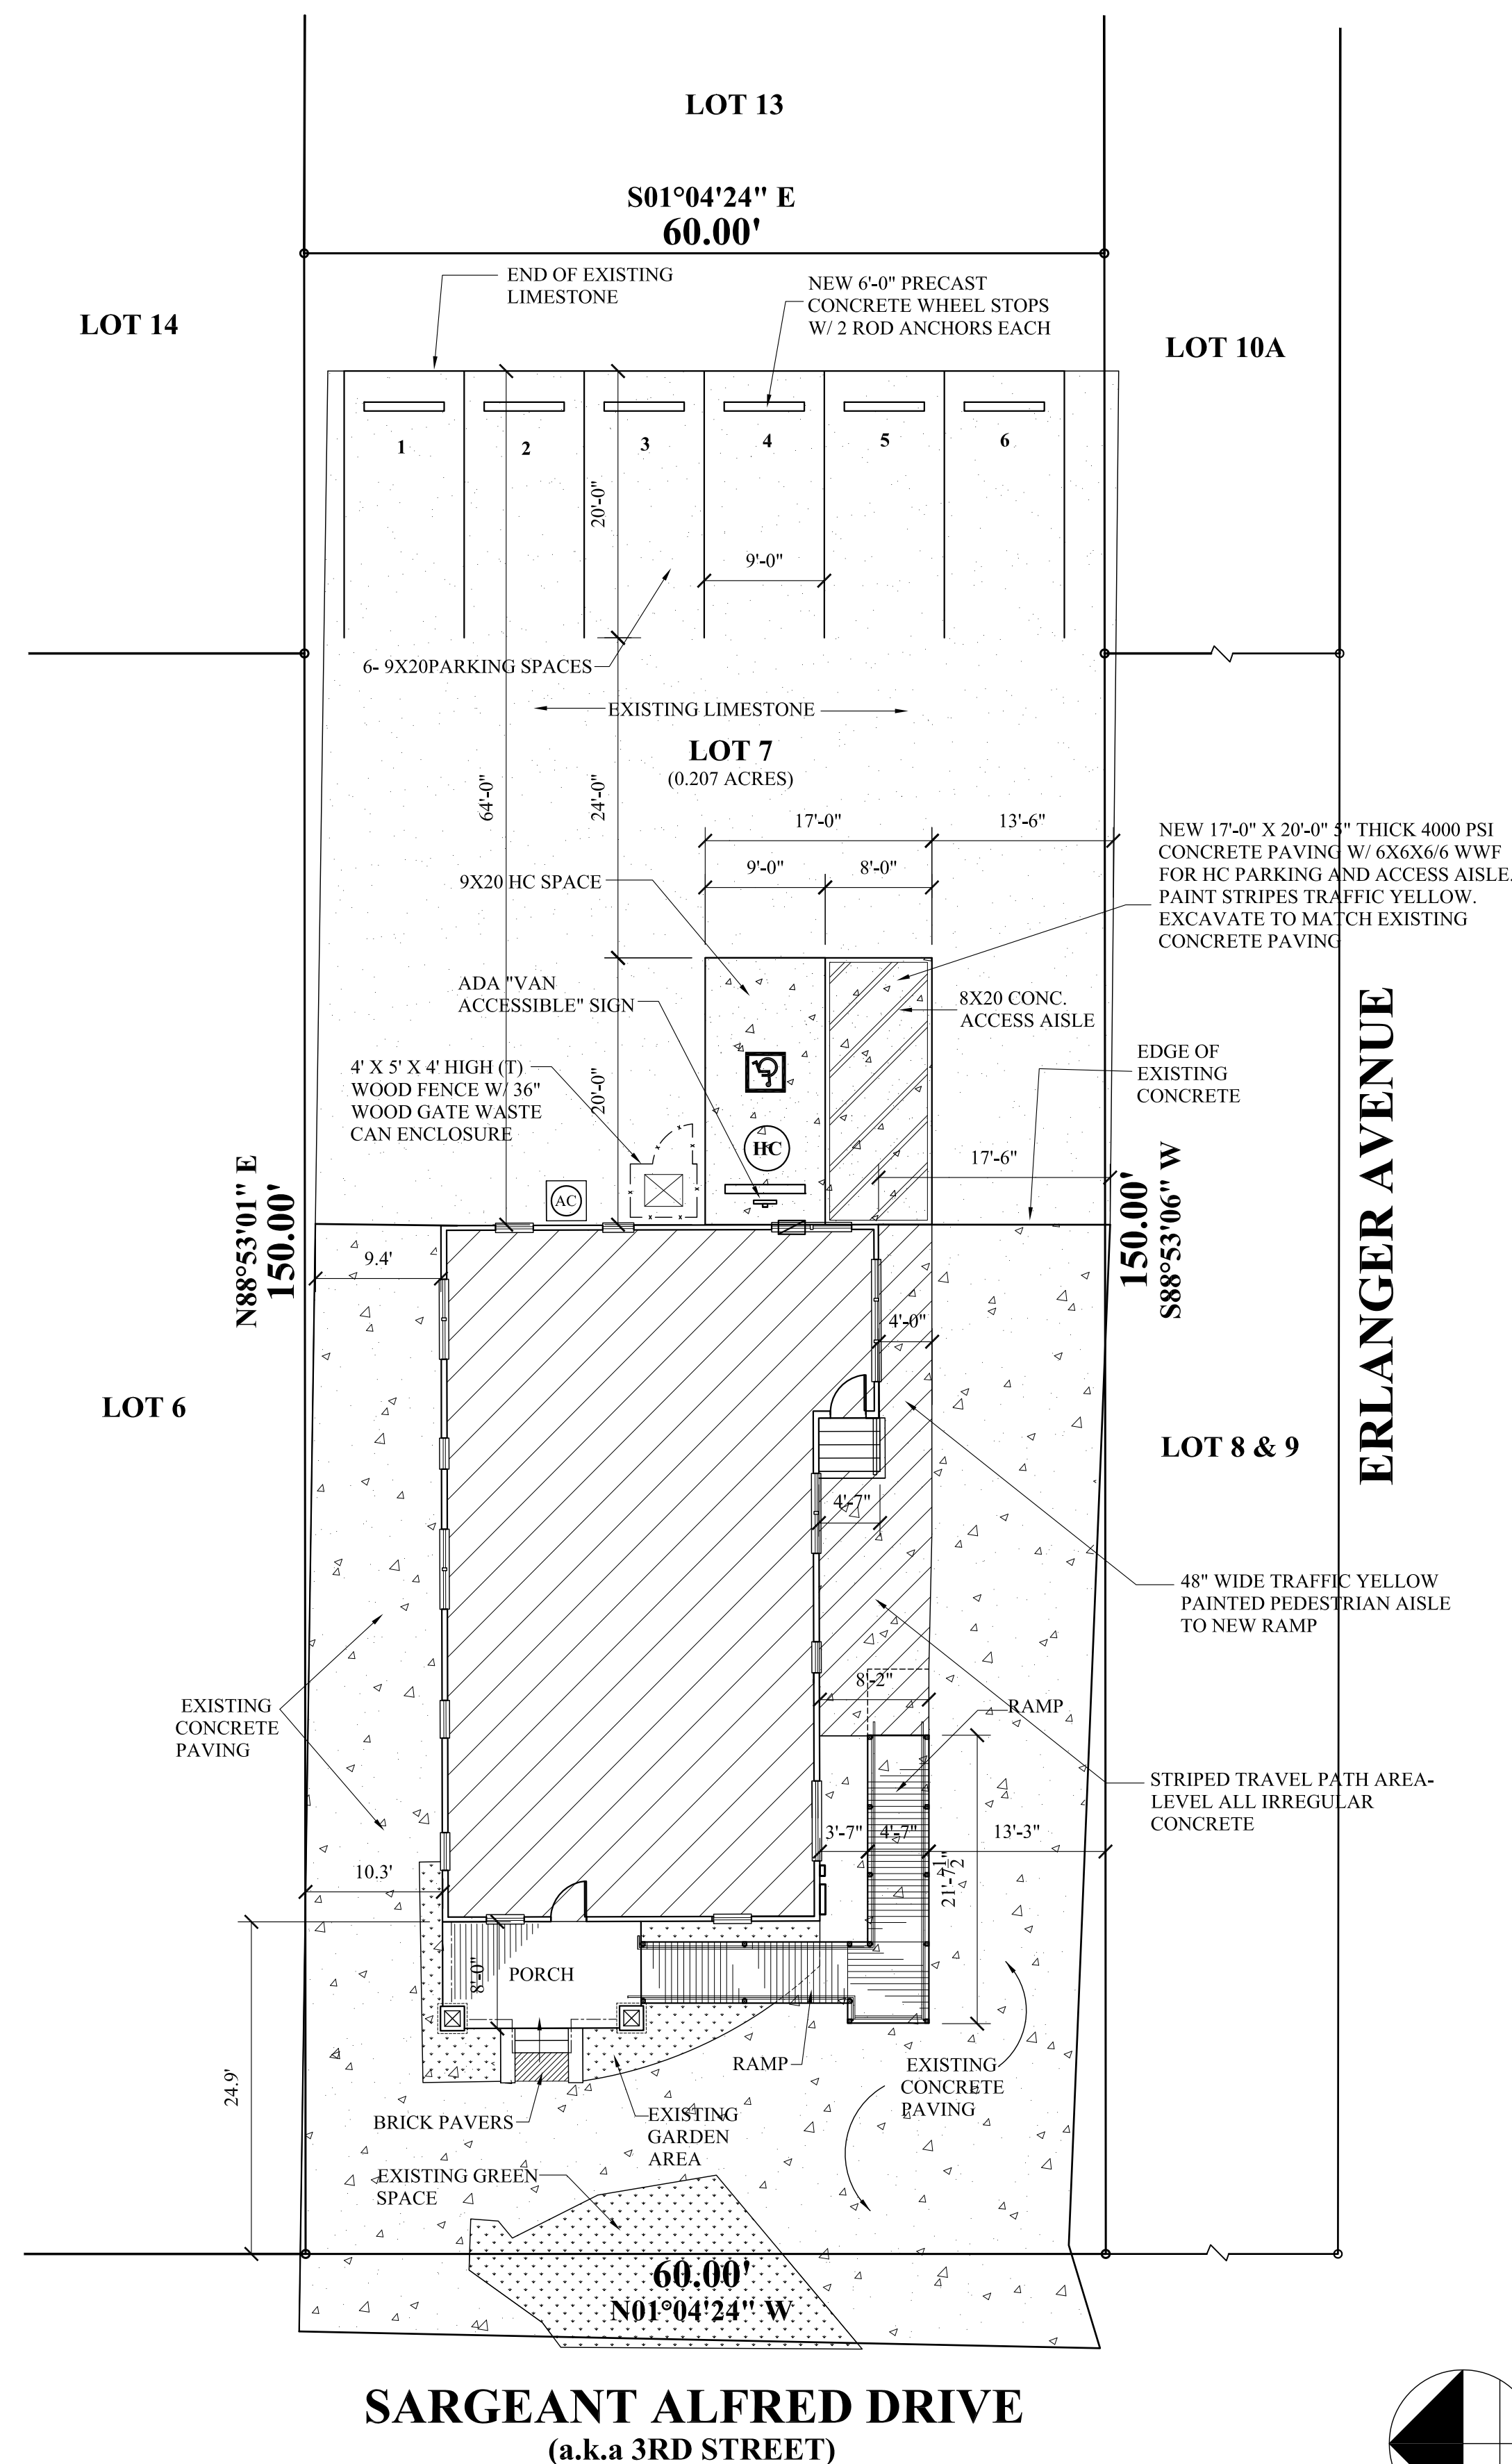 LOT 13
S01°04'24" E
60.00'
END OF EXISTING
LIMESTONE
NEW 6'-0" PRECAST
CONCRETE WHEEL STOPS
W/ 2 ROD ANCHORS EACH
LOT 14
LOT 10A
1
2
3
4
5
6
20'-0"
9'-0"
6- 9X20PARKING SPACES
EXISTING LIMESTONE
LOT 7
(0.207 ACRES)
64'-0"
24'-0"
17'-0"
13'-6"
9'-0"
8'-0"
NEW 17'-0" X 20'-0" 5" THICK 4000 PSI
CONCRETE PAVING W/ 6X6X6/6 WWF
FOR HC PARKING AND ACCESS AISLE.
PAINT STRIPES TRAFFIC YELLOW.
EXCAVATE TO MATCH EXISTING
CONCRETE PAVING
9X20 HC SPACE
ADA "VAN
ACCESSIBLE" SIGN
8X20 CONC.
ACCESS AISLE
4' X 5' X 4' HIGH (T)
WOOD FENCE W/ 36"
WOOD GATE WASTE
CAN ENCLOSURE
20'-0"
EDGE OF
EXISTING
CONCRETE
HC
AC
17'-6"
N88°53'01" E
150.00'
150.00'
S88°53'06" W
ERLANGER AVENUE
9.4'
4'-0"
LOT 6
LOT 8 & 9
4'-7"
48" WIDE TRAFFIC YELLOW
PAINTED PEDESTRIAN AISLE
TO NEW RAMP
8'-2"
RAMP
EXISTING
CONCRETE
PAVING
STRIPED TRAVEL PATH AREA-
LEVEL ALL IRREGULAR
CONCRETE
3'-7"
4'-7"
13'-3"
21'-7 1/2"
10.3'
8'-0"
PORCH
24.9'
RAMP
EXISTING
CONCRETE
PAVING
BRICK PAVERS
EXISTING
GARDEN
AREA
EXISTING GREEN
SPACE
60.00'
N01°04'24" W
SARGEANT ALFRED DRIVE
(a.k.a 3RD STREET)